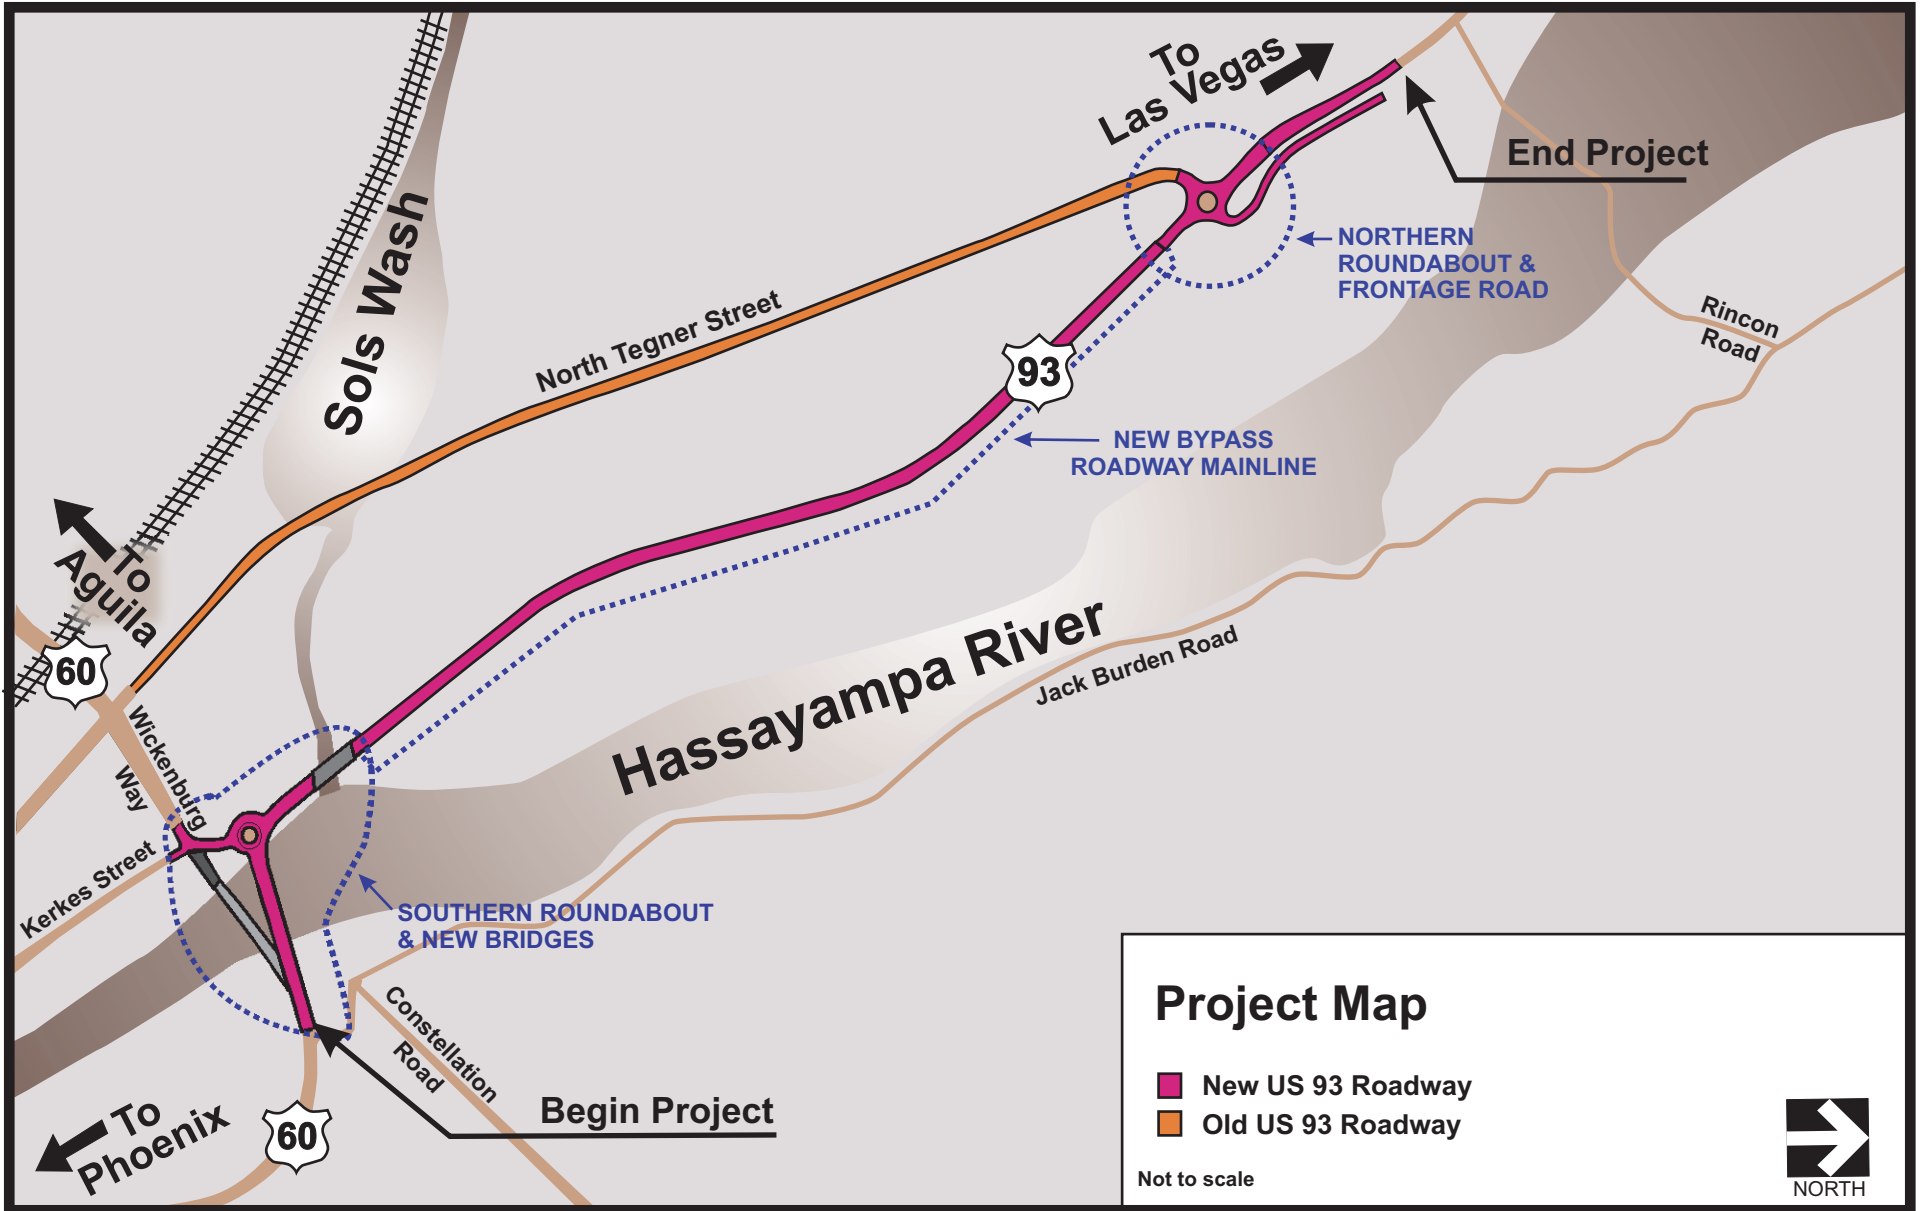 To
Las Vegas
End Project
Sols Wash
NORTHERN
ROUNDABOUT &
FRONTAGE ROAD
North Tegner Street
Rincon
Road
93
NEW BYPASS
ROADWAY MAINLINE
To
Aguila
60
Hassayampa River
Jack Burden Road
Wickenburg
Way
Kerkes Street
SOUTHERN ROUNDABOUT
& NEW BRIDGES
Constellation
Road
Begin Project
To
Phoenix
60
Project Map
New US 93 Roadway
Old US 93 Roadway
Not to scale
NORTH